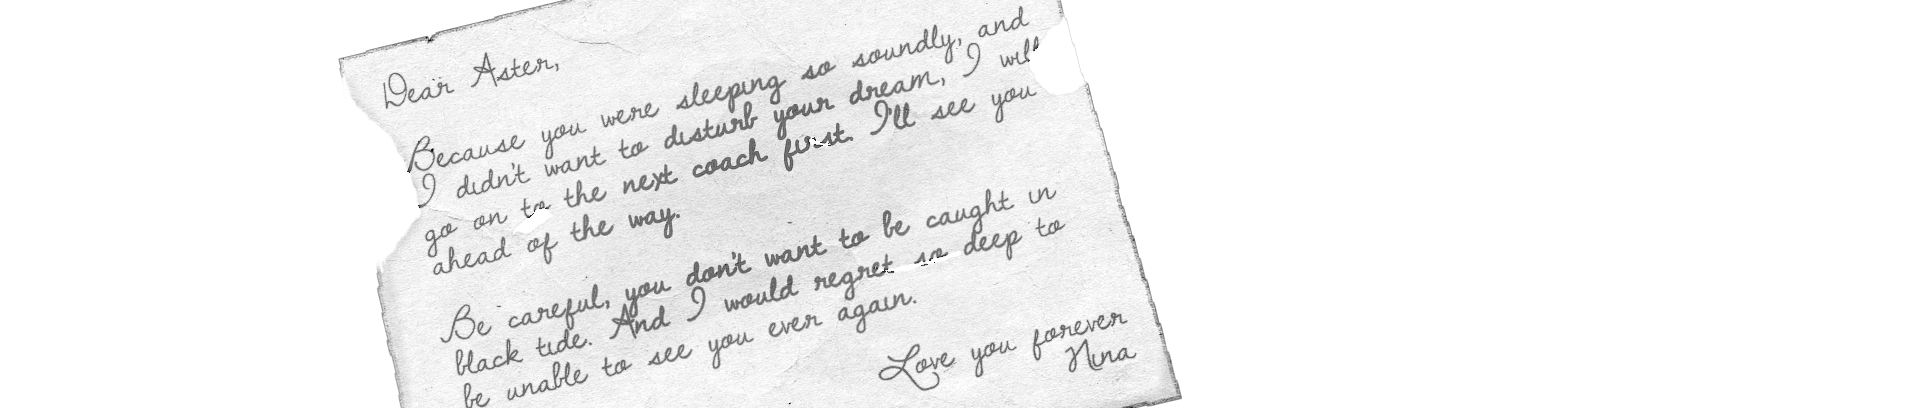 Dear Aster,
Because you were sleeping so soundly, and
I didn't want to disturb your dream, I will
go on to the next coach first. I'll see you
ahead of the way.
Be careful, you don't want to be caught in
black tide. And I would regret so deep to
be unable to see you ever again.
Love you forever
Nina